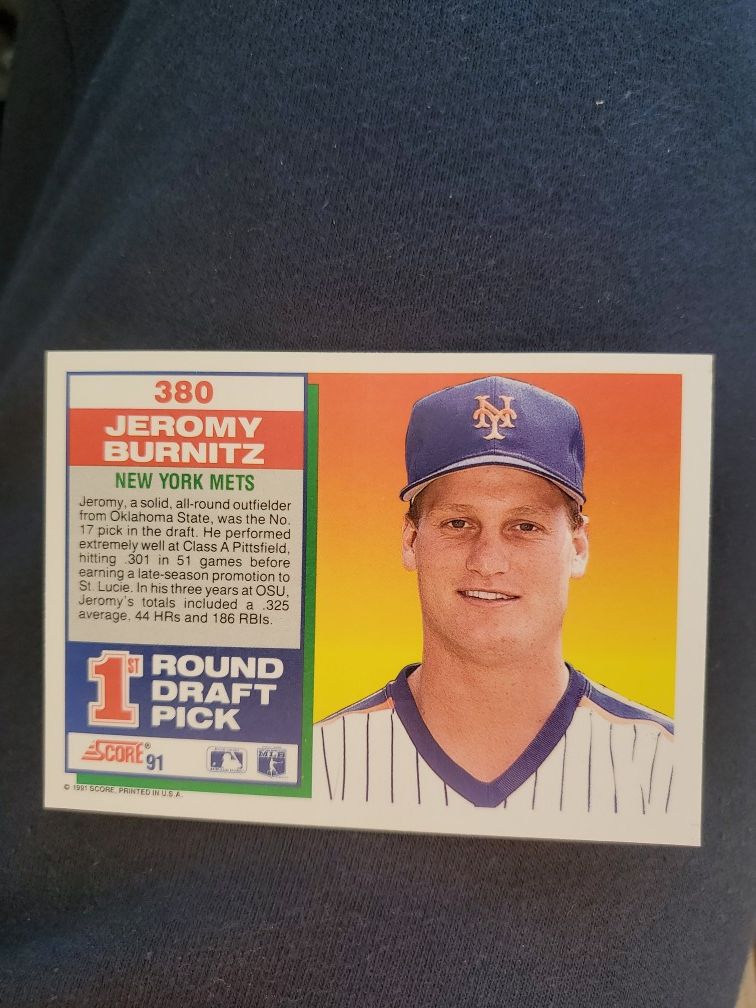 380
JEROMY
BURNITZ
NEW YORK METS
Jeromy, a solid, all-round outfielder
from Oklahoma State, was the No.
17 pick in the draft. He performed
extremely well at Class A Pittsfield,
hitting .301 in 51 games before
earning a late-season promotion to
St. Lucie. In his three years at OSU,
Jeromy's totals included a .325
average, 44 HRs and 186 RBIs.
1ST
ROUND
DRAFT
PICK
SCORE® 91
MLB
© 1991 SCORE, PRINTED IN U.S.A.
NY